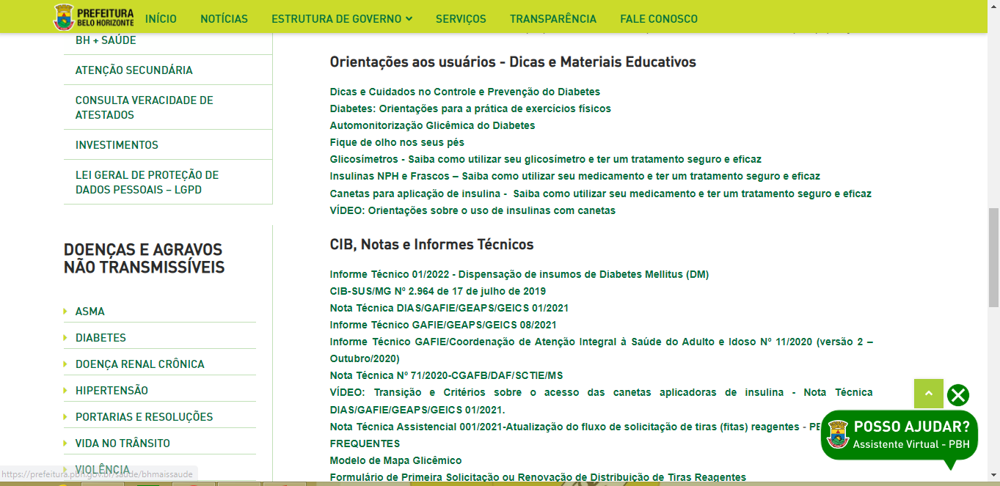 PREFEITURA
BELO HORIZONTE
INÍCIO
NOTÍCIAS
ESTRUTURA DE GOVERNO
SERVIÇOS
TRANSPARÊNCIA
FALE CONOSCO
BH + SAÚDE
ATENÇÃO SECUNDÁRIA
CONSULTA VERACIDADE DE
ATESTADOS
INVESTIMENTOS
LEI GERAL DE PROTEÇÃO DE
DADOS PESSOAIS – LGPD
DOENÇAS E AGRAVOS
NÃO TRANSMISSÍVEIS
ASMA
DIABETES
DOENÇA RENAL CRÔNICA
HIPERTENSÃO
PORTARIAS E RESOLUÇÕES
VIDA NO TRÂNSITO
VIOLÊNCIA
https://prefeitura.pbh.gov.br/saude/bhmaissaude
Orientações aos usuários - Dicas e Materiais Educativos
Dicas e Cuidados no Controle e Prevenção do Diabetes
Diabetes: Orientações para a prática de exercícios físicos
Automonitorização Glicêmica do Diabetes
Fique de olho nos seus pés
Glicosímetros - Saiba como utilizar seu glicosímetro e ter um tratamento seguro e eficaz
Insulinas NPH e Frascos – Saiba como utilizar seu medicamento e ter um tratamento seguro e eficaz
Canetas para aplicação de insulina -  Saiba como utilizar seu medicamento e ter um tratamento seguro e eficaz
VÍDEO: Orientações sobre o uso de insulinas com canetas
CIB, Notas e Informes Técnicos
Informe Técnico 01/2022 - Dispensação de insumos de Diabetes Mellitus (DM)
CIB-SUS/MG Nº 2.964 de 17 de julho de 2019
Nota Técnica DIAS/GAFIE/GEAPS/GEICS 01/2021
Informe Técnico GAFIE/GEAPS/GEICS 08/2021
Informe Técnico GAFIE/Coordenação de Atenção Integral à Saúde do Adulto e Idoso Nº 11/2020 (versão 2 –
Outubro/2020)
Nota Técnica Nº 71/2020-CGAFB/DAF/SCTIE/MS
VÍDEO: Transição e Critérios sobre o acesso das canetas aplicadoras de insulina - Nota Técnica
DIAS/GAFIE/GEAPS/GEICS 01/2021.
Nota Técnica Assistencial 001/2021-Atualização do fluxo de solicitação de tiras (fitas) reagentes -
FREQUENTES
Modelo de Mapa Glicêmico
Formulário de Primeira Solicitação ou Renovação de Distribuição de Tiras Reagentes
POSSO AJUDAR?
Assistente Virtual - PBH